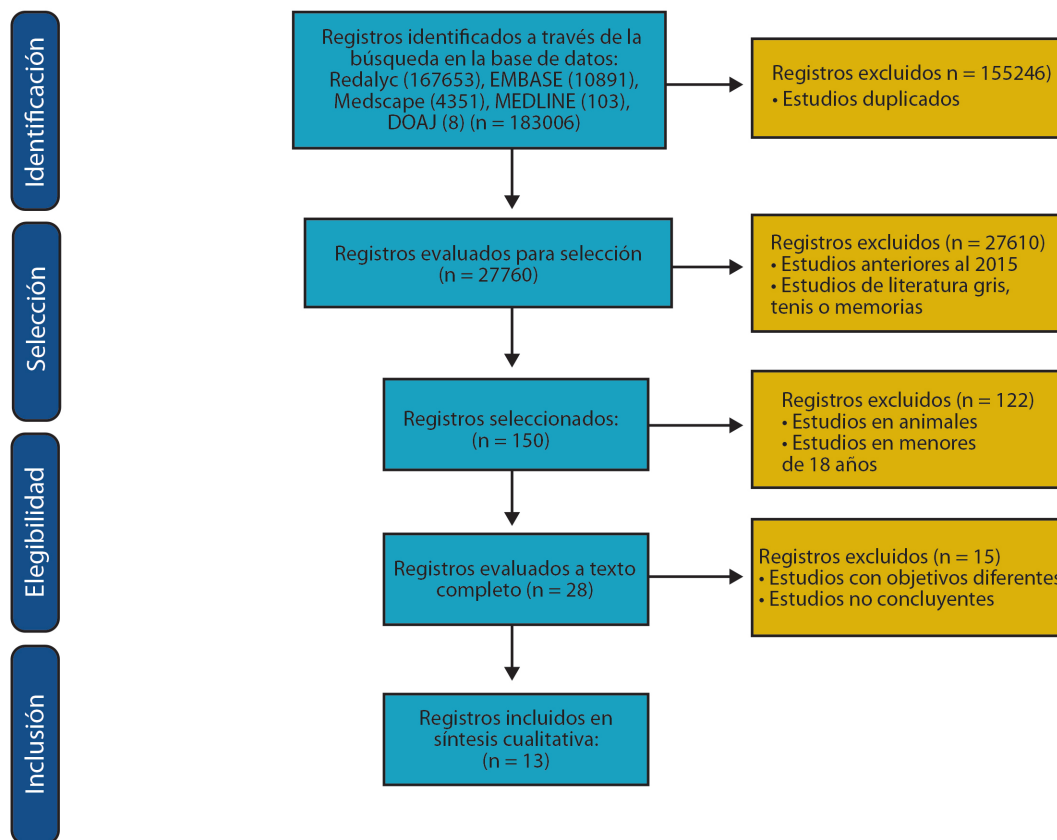 Identificación
Registros identificados a través de la
búsqueda en la base de datos:
Redalyc (167653), EMBASE (10891),
Medscape (4351), MEDLINE (103),
DOAJ (8) (n = 183006)
Registros excluidos n = 155246)
• Estudios duplicados
Selección
Registros evaluados para selección
(n = 27760)
Registros excluidos (n = 27610)
• Estudios anteriores al 2015
• Estudios de literatura gris,
tenis o memorias
Registros seleccionados:
(n = 150)
Registros excluidos (n = 122)
• Estudios en animales
• Estudios en menores
de 18 años
Elegibilidad
Registros evaluados a texto
completo (n = 28)
Registros excluidos (n = 15)
• Estudios con objetivos diferentes
• Estudios no concluyentes
Inclusión
Registros incluidos en
síntesis cualitativa:
(n = 13)